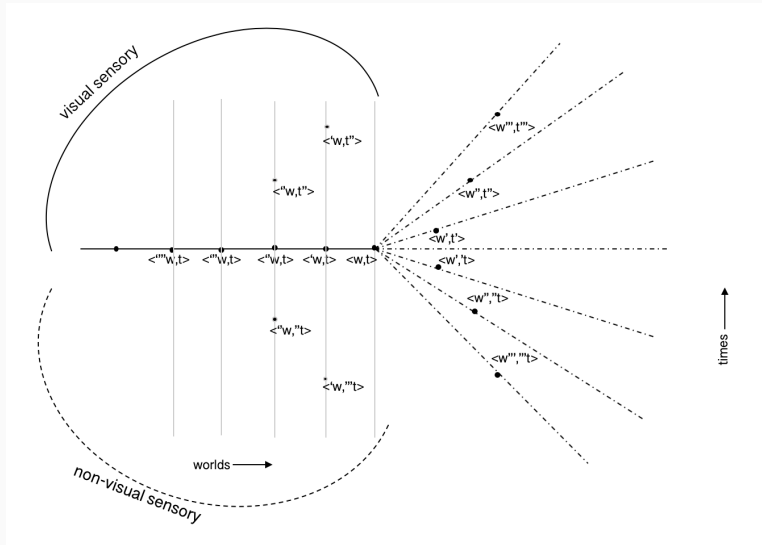 visual sensory
<w''',t''''>
<'w,t''>
<''w,t''>
<w'',t''>
<w',t'>
<''''w,t>
<'''w,t>
<''w,t>
<'w,t>
<w,t>
<w','t>
<w'',''t>
<''w,''t>
<w''','''t>
<'w,'''t>
times
worlds
non-visual sensory